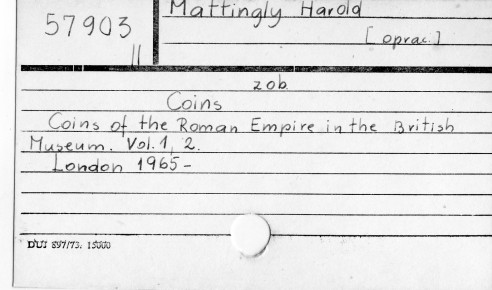 57903
II
Mattingly Harold
[oprac.]
zob.
Coins
Coins of the Roman Empire in the British
Museum. Vol. 1, 2.
London 1965-
DUJ 897/73. 15000